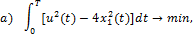 a) ∫₀ᵀ[u²(t) − 4x₁²(t)]dt → min,